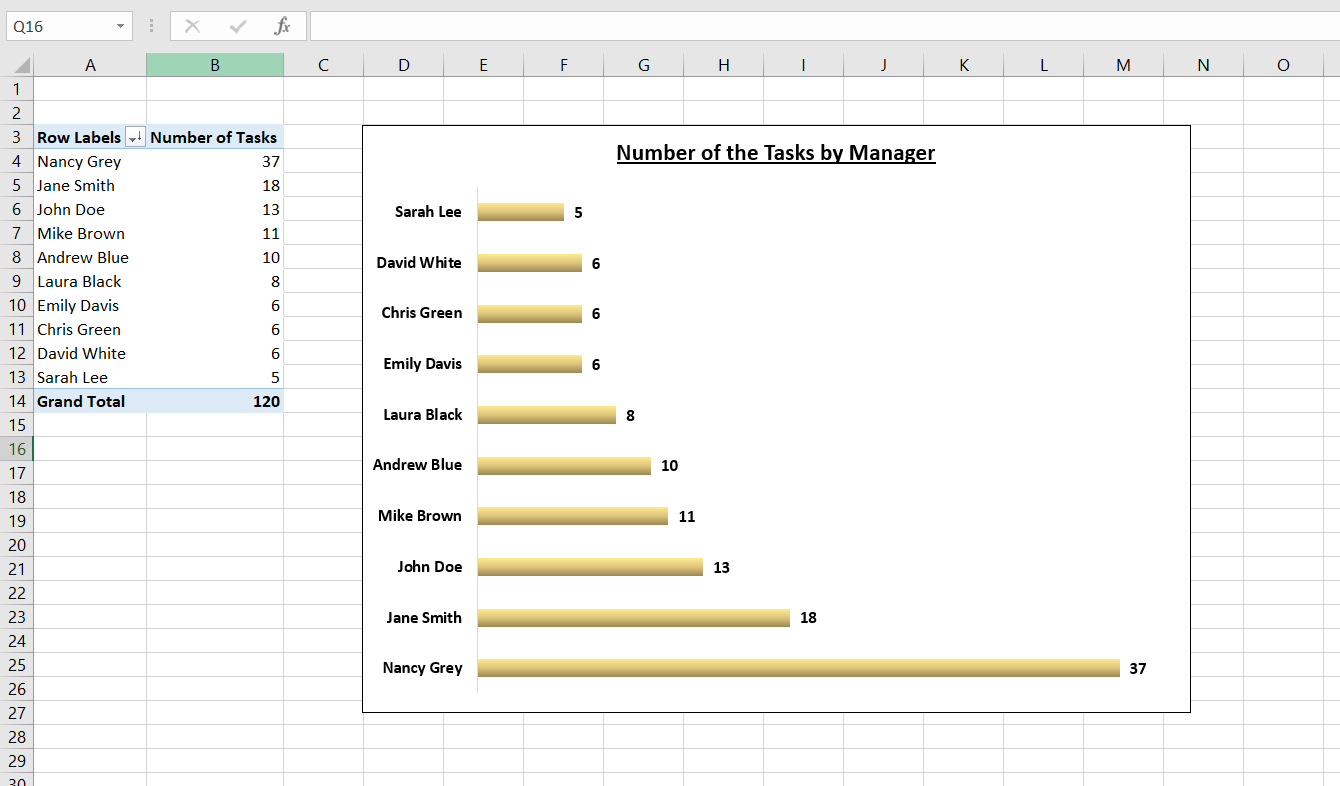 Q16
fx
A B C D E F G H I J K L M N O
1
2
3 Row Labels Number of Tasks
4 Nancy Grey 37
5 Jane Smith 18
6 John Doe 13
7 Mike Brown 11
8 Andrew Blue 10
9 Laura Black 8
10 Emily Davis 6
11 Chris Green 6
12 David White 6
13 Sarah Lee 5
14 Grand Total 120
15
16
17
18
19
20
21
22
23
24
25
26
27
28
29
30
Number of the Tasks by Manager
Sarah Lee 5
David White 6
Chris Green 6
Emily Davis 6
Laura Black 8
Andrew Blue 10
Mike Brown 11
John Doe 13
Jane Smith 18
Nancy Grey 37